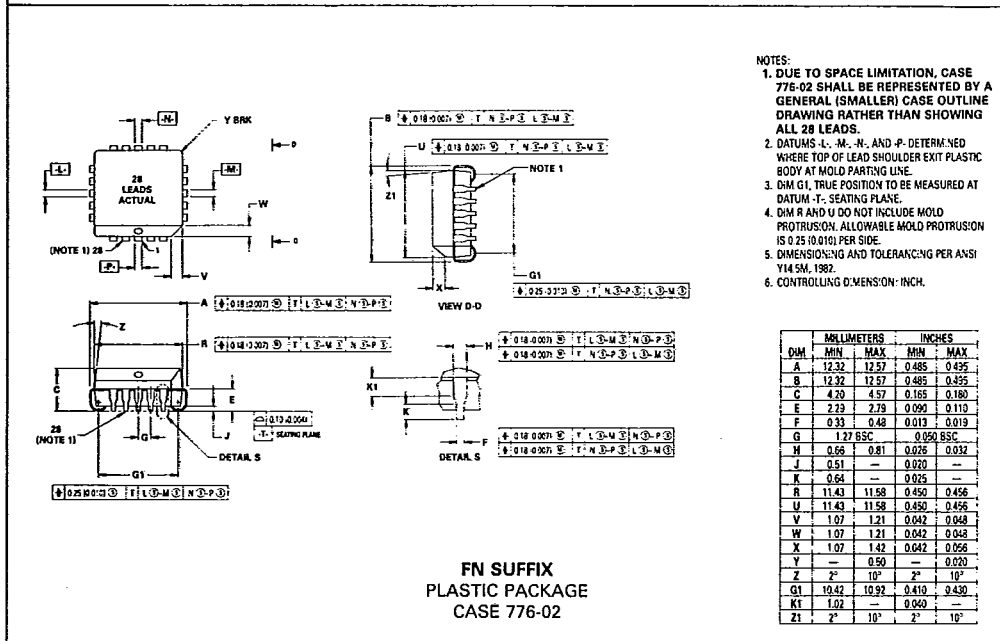 NOTES:
1. DUE TO SPACE LIMITATION, CASE
776-02 SHALL BE REPRESENTED BY A
GENERAL (SMALLER) CASE OUTLINE
DRAWING RATHER THAN SHOWING
ALL 28 LEADS.
2. DATUMS -L-, -M-, -N-, AND -P- DETERMINED
WHERE TOP OF LEAD SHOULDER EXIT PLASTIC
BODY AT MOLD PARTING LINE.
3. DIM G1, TRUE POSITION TO BE MEASURED AT
DATUM -T-, SEATING PLANE.
4. DIM R AND U DO NOT INCLUDE MOLD
PROTRUSION. ALLOWABLE MOLD PROTRUSION
IS 0.25 (0.010) PER SIDE.
5. DIMENSIONING AND TOLERANCING PER ANSI
Y14.5M, 1982.
6. CONTROLLING DIMENSION: INCH.
-N-
Y BRK
D
-L-
28
LEADS
ACTUAL
-M-
W
(NOTE 1) 28
1
D
-P-
V
B
U
NOTE 1
Z1
G1
X
VIEW D-D
A
Z
R
C
E
28
(NOTE 1)
G
J
-T- SEATING PLANE
DETAIL S
G1
H
K1
K
F
DETAIL S
MILLIMETERS INCHES
DIM MIN MAX MIN MAX
A 12.32 12.57 0.485 0.495
B 12.32 12.57 0.485 0.495
C 4.20 4.57 0.165 0.180
E 2.29 2.79 0.090 0.110
F 0.33 0.48 0.013 0.019
G 1.27 BSC 0.050 BSC
H 0.66 0.81 0.026 0.032
J 0.51 — 0.020 —
K 0.64 — 0.025 —
R 11.43 11.58 0.450 0.456
U 11.43 11.58 0.450 0.456
V 1.07 1.21 0.042 0.048
W 1.07 1.21 0.042 0.048
X 1.07 1.42 0.042 0.056
Y — 0.50 — 0.020
Z 2° 10° 2° 10°
G1 10.42 10.92 0.410 0.430
K1 1.02 — 0.040 —
Z1 2° 10° 2° 10°
FN SUFFIX
PLASTIC PACKAGE
CASE 776-02